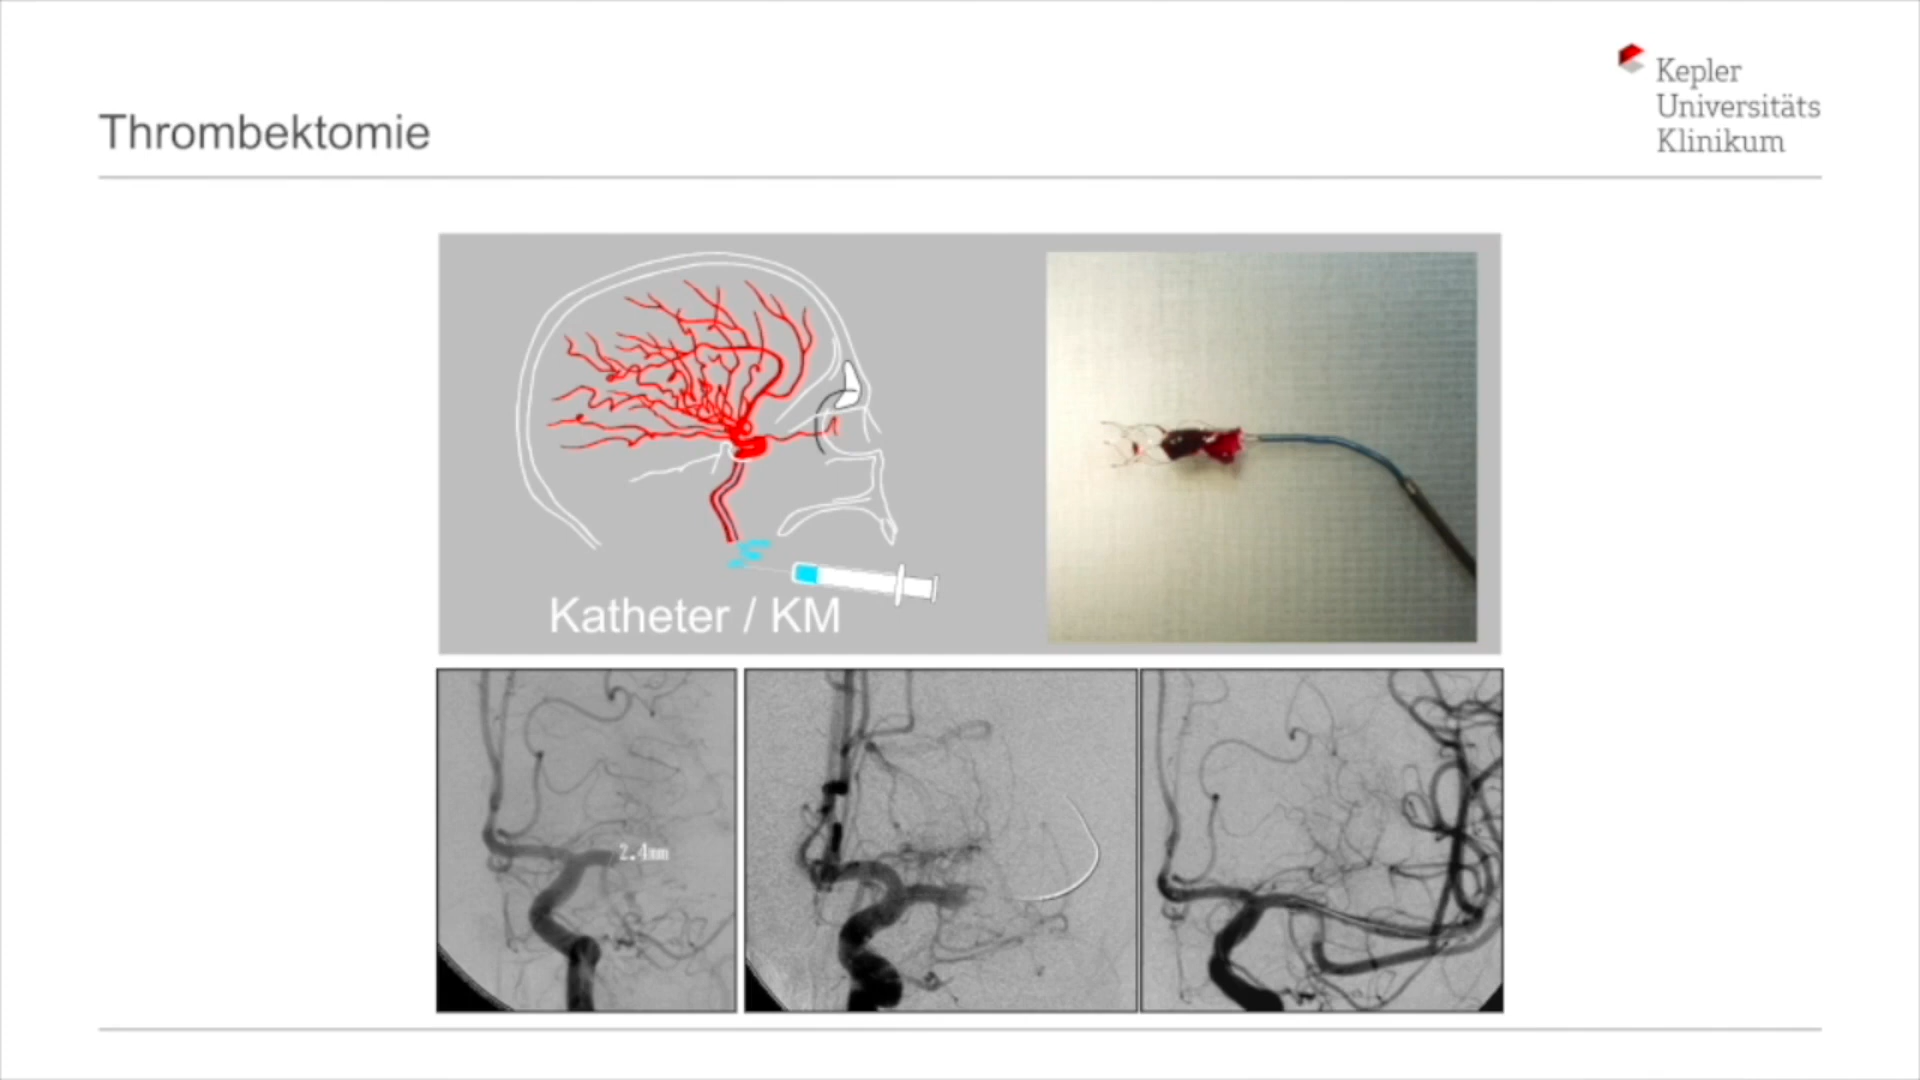 Kepler
Universitäts
Klinikum
Thrombektomie
Katheter / KM
2.4mm